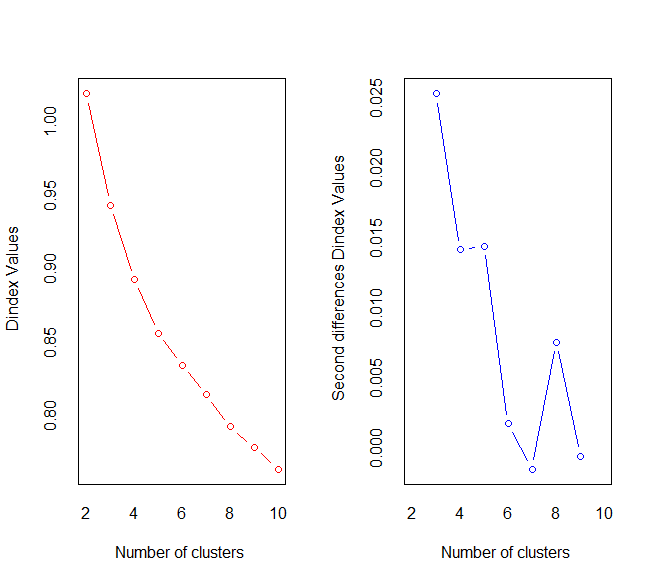 Dindex Values
1.00
0.95
0.90
0.85
0.80
2 4 6 8 10
Number of clusters
Second differences Dindex Values
0.025
0.020
0.015
0.010
0.005
0.000
2 4 6 8 10
Number of clusters